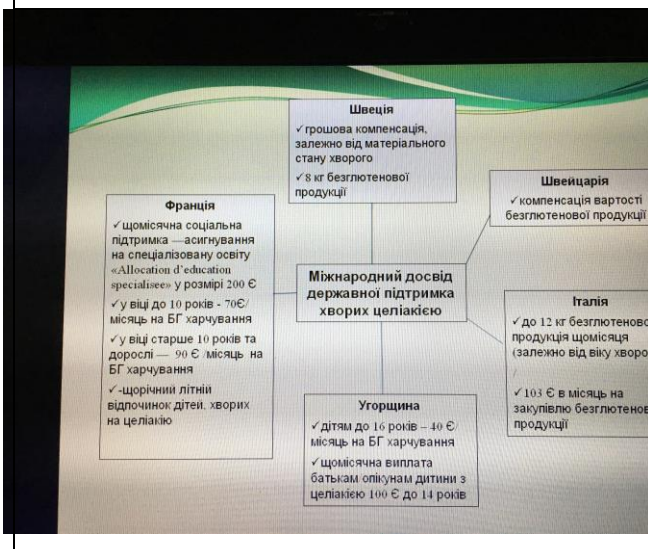 Швеція
✓грошова компенсація,
залежно від матеріального
стану хворого
✓8 кг безглютенової
продукції
Швейцарія
✓компенсація вартості
безглютенової продукції
Франція
✓щомісячна соціальна
підтримка —асигнування
на спеціалізовану освіту
«Allocation d'education
specialisee» у розмірі 200 Є
✓у віці до 10 років - 70Є/
місяць на БГ харчування
✓у віці старше 10 років та
дорослі — 90 Є /місяць на
БГ харчування
✓-щорічний літній
відпочинок дітей, хворих
на целіакію
Міжнародний досвід
державної підтримка
хворих целіакією
Італія
✓до 12 кг безглютеново
продукція щомісяця
(залежно від віку хворо
/
✓103 Є в місяць на
закупівлю безглютенов
продукції
Угорщина
✓дітям до 16 років – 40 Є/
місяць на БГ харчування
✓щомісячна виплата
батькам/опікунам дитини з
целіакією 100 Є до 14 років